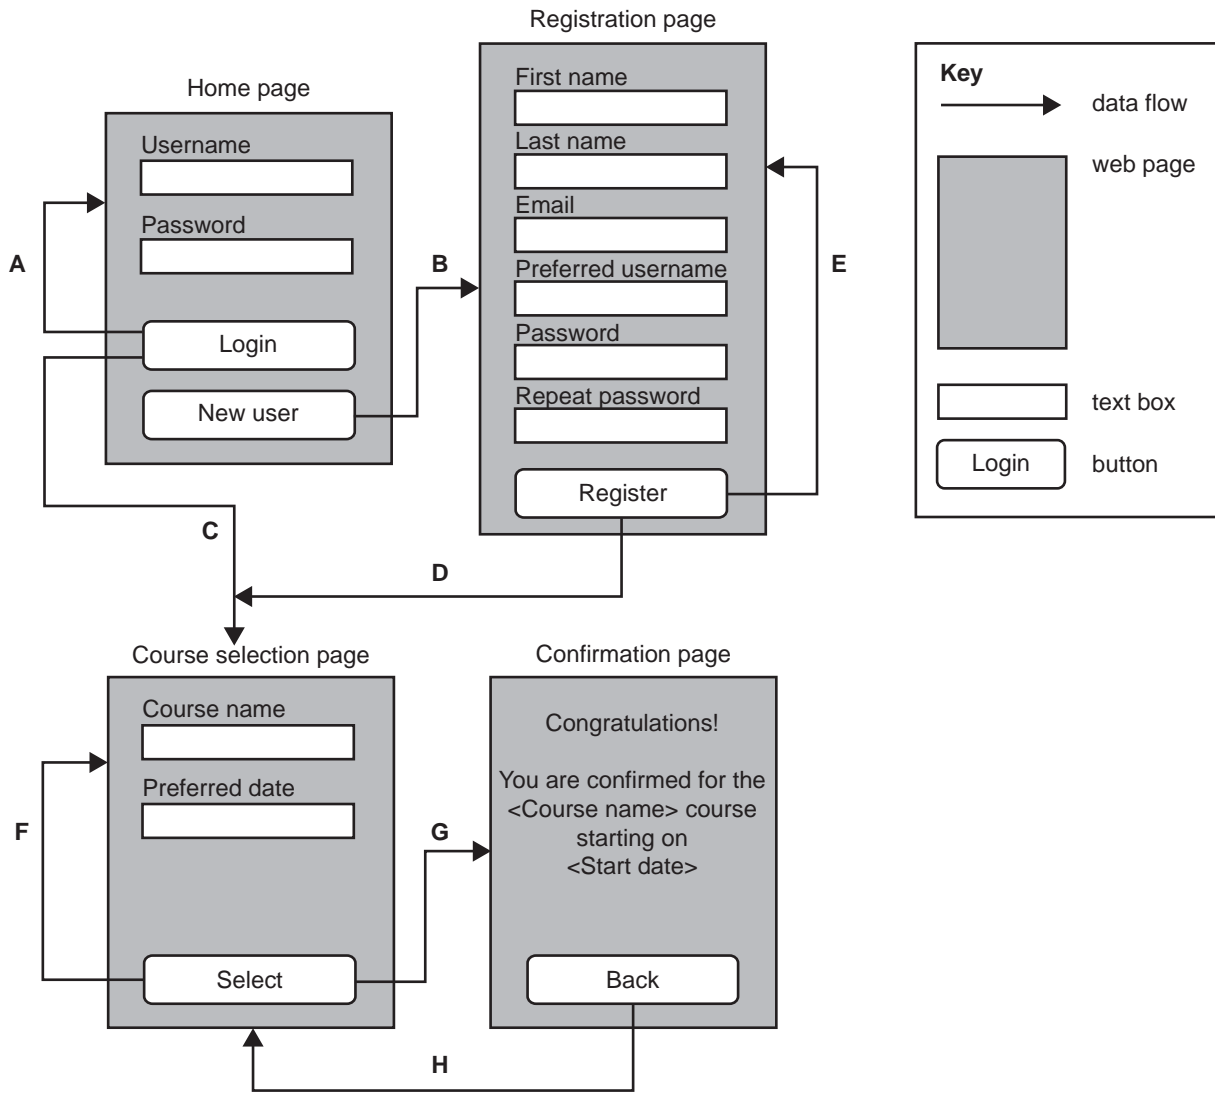 Registration page
Home page
Username
Password
Login
New user
A
B
C
First name
Last name
Email
Preferred username
Password
Repeat password
Register
D
E
Key
data flow
web page
text box
Login
button
Course selection page
Course name
Preferred date
Select
F
G
Confirmation page
Congratulations!
You are confirmed for the
<Course name> course
starting on
<Start date>
Back
H